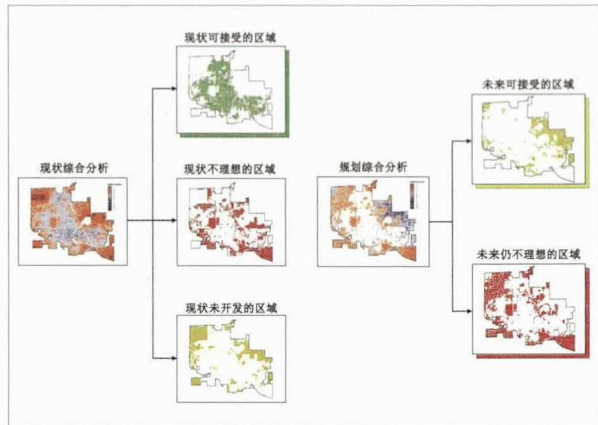 现状可接受的区域
未来可接受的区域
现状综合分析
现状不理想的区域
规划综合分析
未来仍不理想的区域
现状未开发的区域